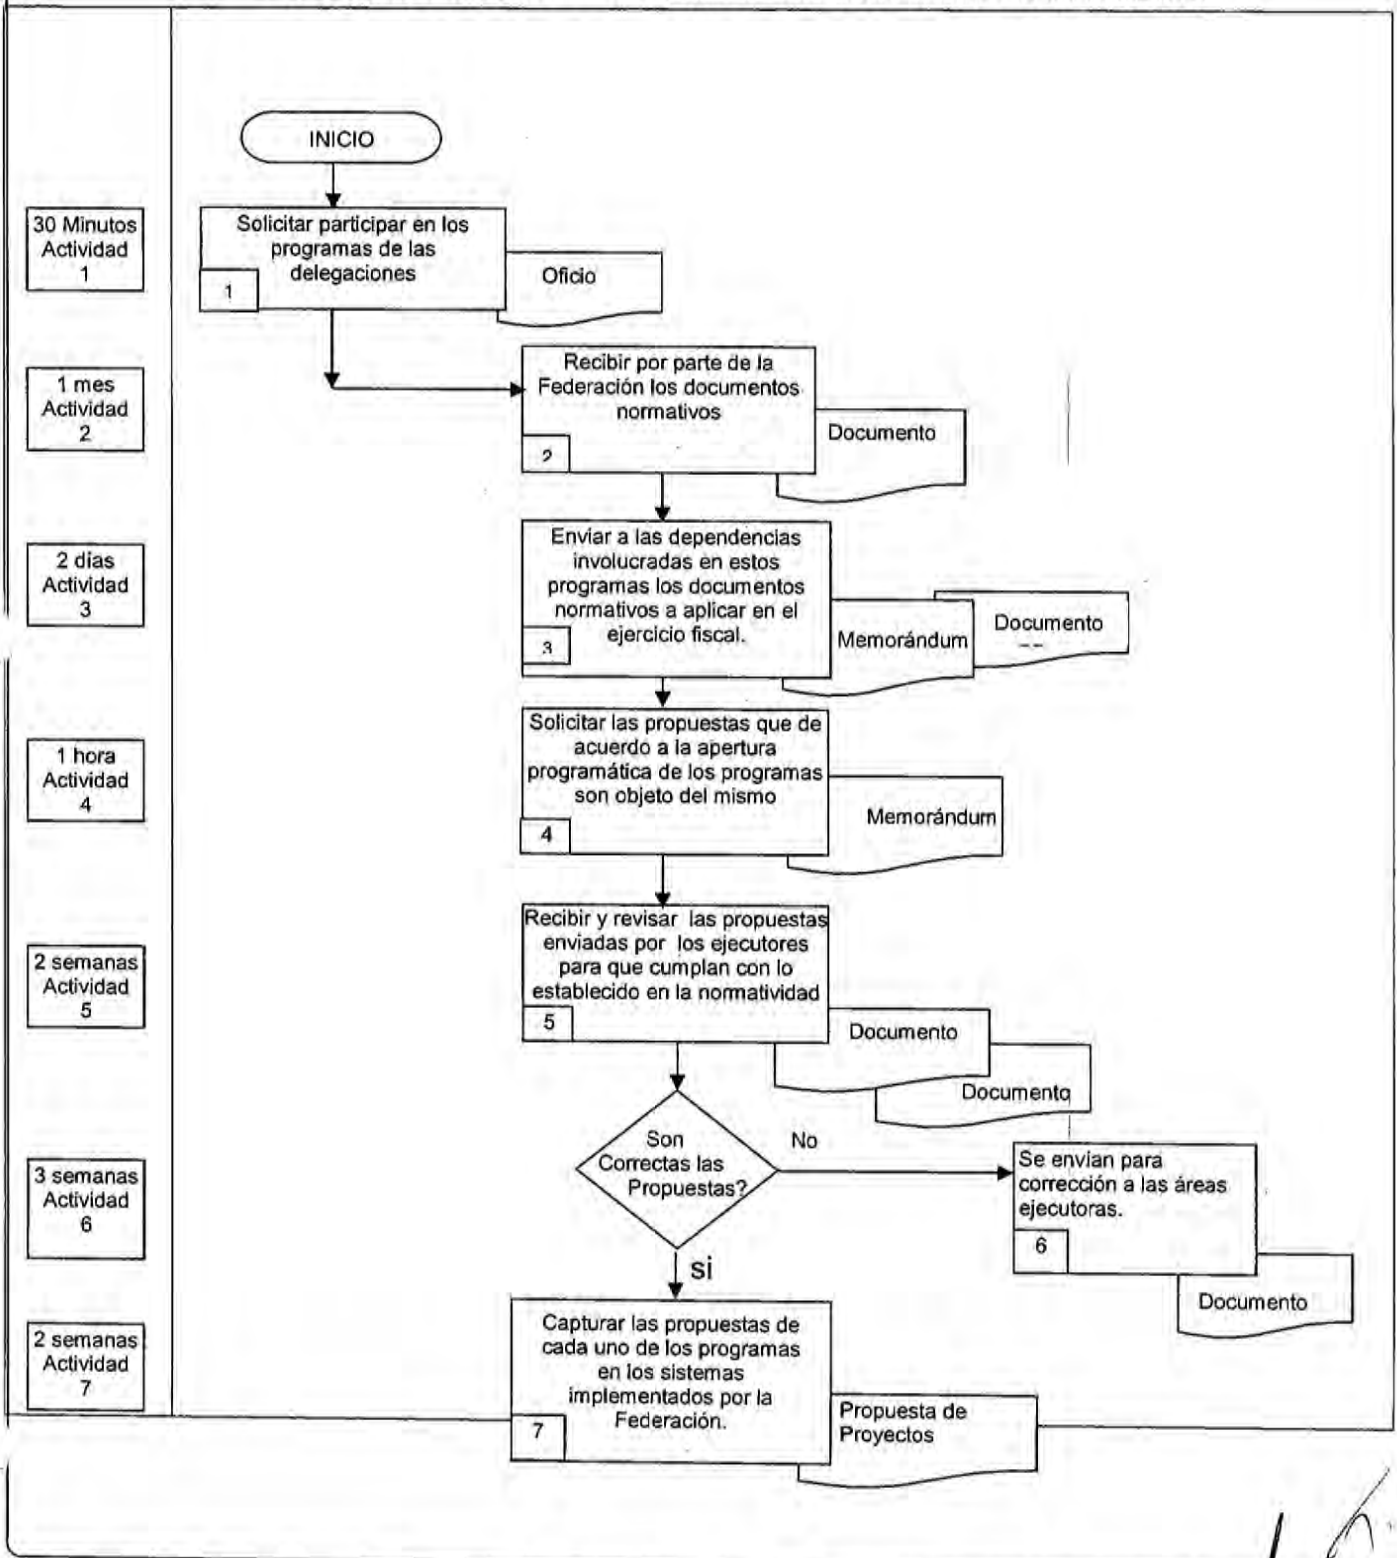 INICIO
30 Minutos
Actividad
1
Solicitar participar en los
programas de las
delegaciones
1
Oficio
1 mes
Actividad
2
Recibir por parte de la
Federación los documentos
normativos
2
Documento
2 días
Actividad
3
Enviar a las dependencias
involucradas en estos
programas los documentos
normativos a aplicar en el
ejercicio fiscal.
3
Memorándum
Documento
1 hora
Actividad
4
Solicitar las propuestas que de
acuerdo a la apertura
programática de los programas
son objeto del mismo
4
Memorándum
2 semanas
Actividad
5
Recibir y revisar las propuestas
enviadas por los ejecutores
para que cumplan con lo
establecido en la normatividad
5
Documento
Documento
3 semanas
Actividad
6
Son
Correctas las
Propuestas?
No
Se envian para
corrección a las áreas
ejecutoras.
6
Documento
si
2 semanas
Actividad
7
Capturar las propuestas de
cada uno de los programas
en los sistemas
implementados por la
Federación.
7
Propuesta de
Proyectos